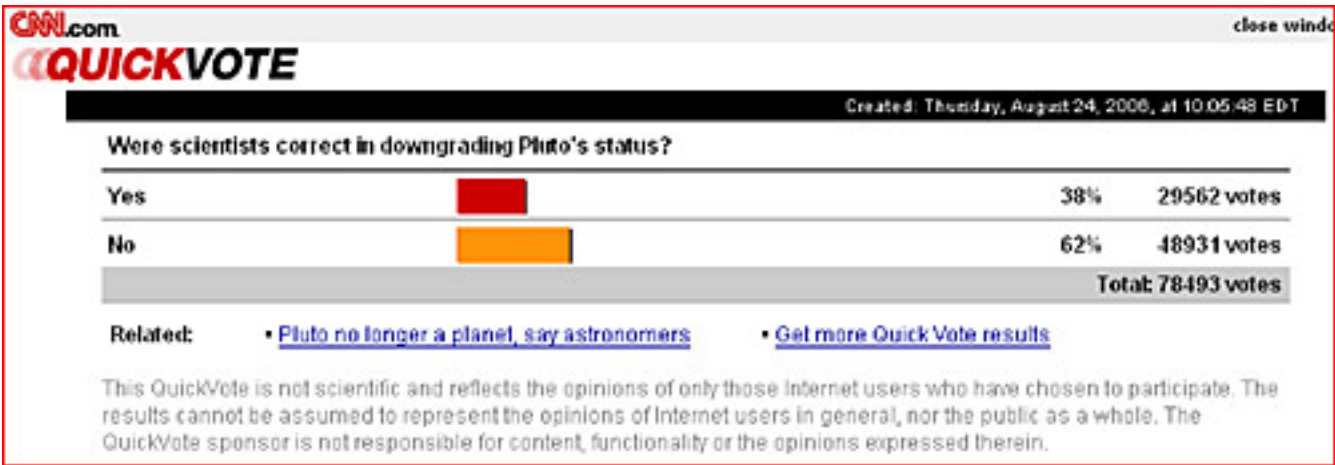 CNN.com close windo
QUICKVOTE
Created: Thursday, August 24, 2006, at 10:05:48 EDT
Were scientists correct in downgrading Pluto's status?
Yes 38% 29562 votes
No 62% 48931 votes
Total: 78493 votes
Related: • Pluto no longer a planet, say astronomers • Get more Quick Vote results
This QuickVote is not scientific and reflects the opinions of only those Internet users who have chosen to participate. The
results cannot be assumed to represent the opinions of Internet users in general, nor the public as a whole. The
QuickVote sponsor is not responsible for content, functionality or the opinions expressed therein.